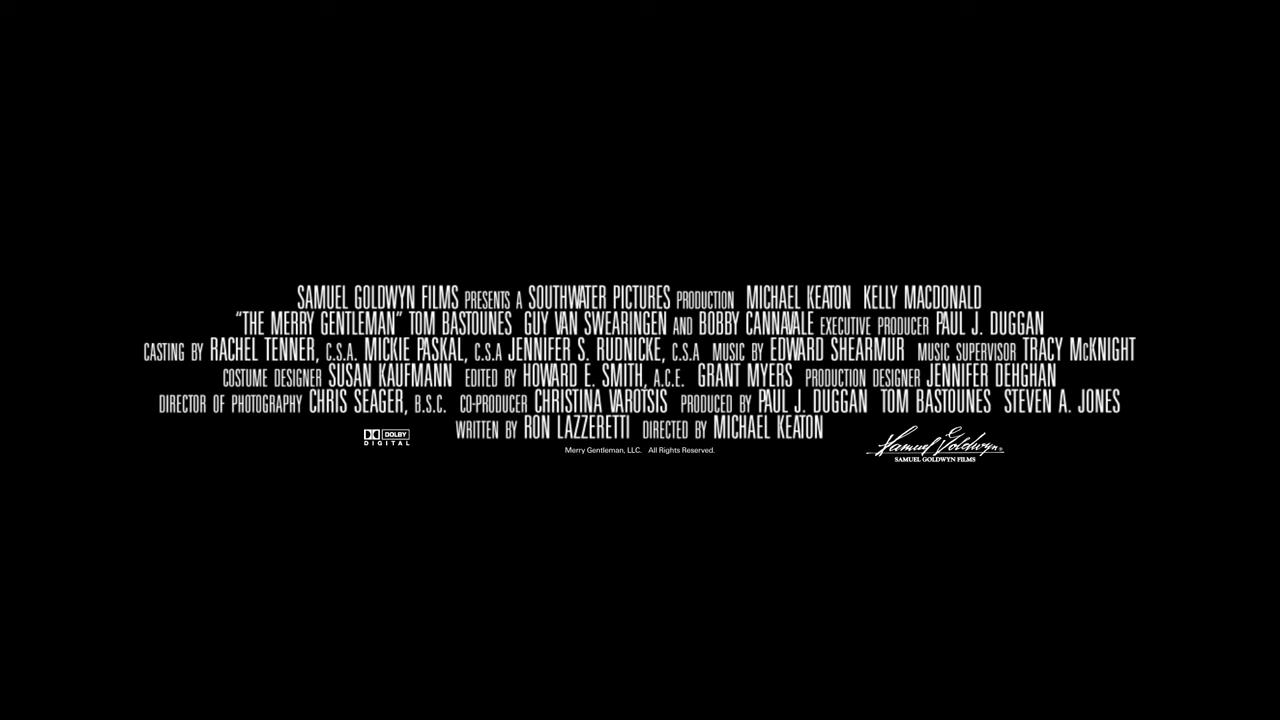 SAMUEL GOLDWYN FILMS PRESENTS A SOUTHWATER PICTURES PRODUCTION MICHAEL KEATON KELLY MACDONALD
"THE MERRY GENTLEMAN" TOM BASTOUNES GUY VAN SWEARINGEN AND BOBBY CANNAVALE EXECUTIVE PRODUCER PAUL J. DUGGAN
CASTING BY RACHEL TENNER, C.S.A. MICKIE PASKAL, C.S.A JENNIFER S. RUDNICKE, C.S.A MUSIC BY EDWARD SHEARMUR MUSIC SUPERVISOR TRACY McKNIGHT
COSTUME DESIGNER SUSAN KAUFMANN EDITED BY HOWARD E. SMITH, A.C.E. GRANT MYERS PRODUCTION DESIGNER JENNIFER DEHGHAN
DIRECTOR OF PHOTOGRAPHY CHRIS SEAGER, B.S.C. CO-PRODUCER CHRISTINA VAROTSIS PRODUCED BY PAUL J. DUGGAN TOM BASTOUNES STEVEN A. JONES
WRITTEN BY RON LAZZERETTI DIRECTED BY MICHAEL KEATON
DOLBY
DIGITAL
Merry Gentleman, LLC. All Rights Reserved.
Samuel Goldwyn®
SAMUEL GOLDWYN FILMS